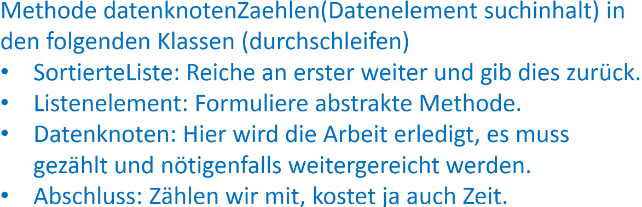 Methode datenknotenZaehlen(Datenelement suchinhalt) in
den folgenden Klassen (durchschleifen)
• SortierteListe: Reiche an erster weiter und gib dies zurück.
• Listenelement: Formuliere abstrakte Methode.
• Datenknoten: Hier wird die Arbeit erledigt, es muss
gezählt und nötigenfalls weitergereicht werden.
• Abschluss: Zählen wir mit, kostet ja auch Zeit.